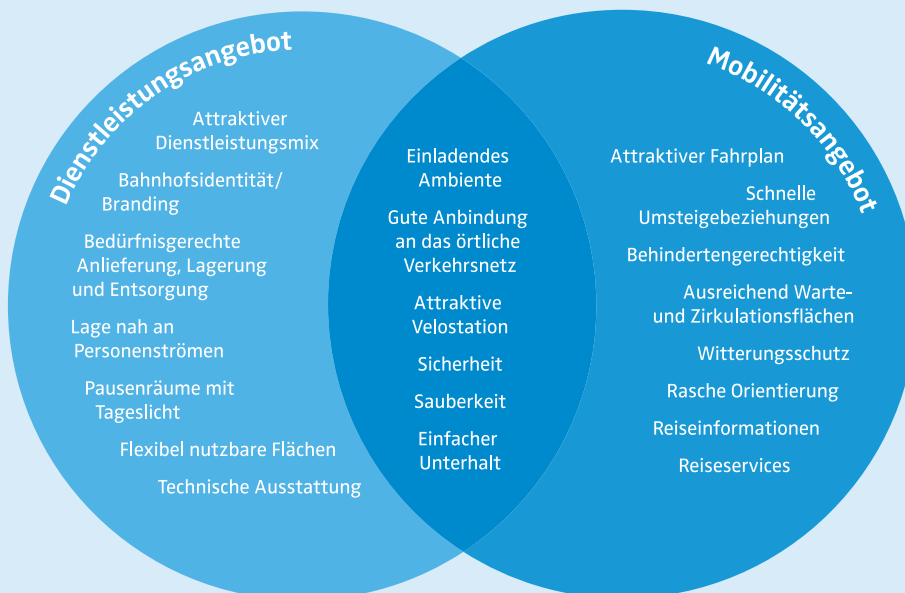 Dienstleistungsangebot
Attraktiver
Dienstleistungsmix
Bahnhofsidentität/
Branding
Bedürfnisgerechte
Anlieferung, Lagerung
und Entsorgung
Lage nah an
Personenströmen
Pausenräume mit
Tageslicht
Flexibel nutzbare Flächen
Technische Ausstattung
Einladendes
Ambiente
Gute Anbindung
an das örtliche
Verkehrsnetz
Attraktive
Velostation
Sicherheit
Sauberkeit
Einfacher
Unterhalt
Mobilitätsangebot
Attraktiver Fahrplan
Schnelle
Umsteigebeziehungen
Behindertengerechtigkeit
Ausreichend Warte-
und Zirkulationsflächen
Witterungsschutz
Rasche Orientierung
Reiseinformationen
Reiseservices